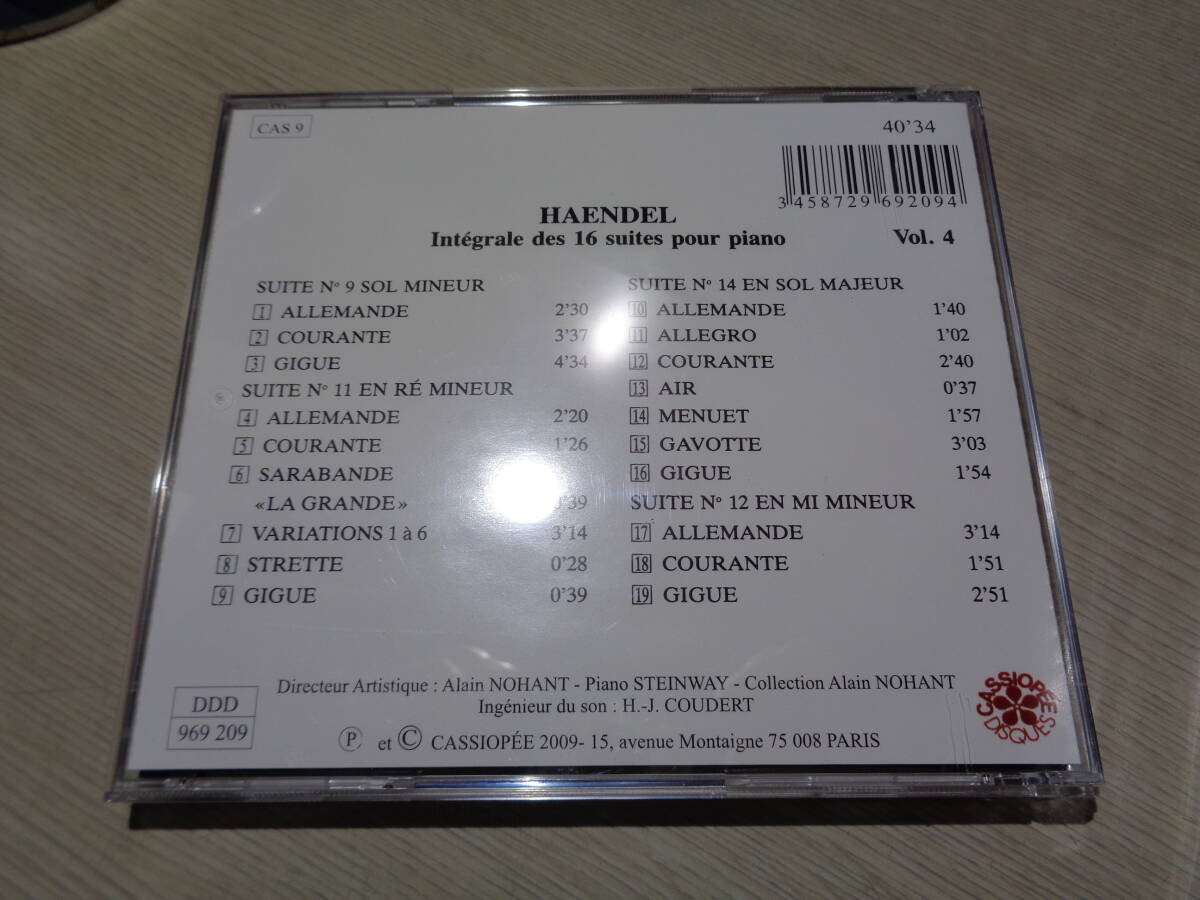 CAS 9
40'34
3 458729 692094
HAENDEL
Intégrale des 16 suites pour piano
Vol. 4
SUITE N° 9 SOL MINEUR
1 ALLEMANDE 2'30
2 COURANTE 3'37
3 GIGUE 4'34
SUITE N° 11 EN RÉ MINEUR
4 ALLEMANDE 2'20
5 COURANTE 1'26
6 SARABANDE
«LA GRANDE»
7 VARIATIONS 1 à 6 3'14
8 STRETTE 0'28
9 GIGUE 0'39
SUITE N° 14 EN SOL MAJEUR
10 ALLEMANDE 1'40
11 ALLEGRO 1'02
12 COURANTE 2'40
13 AIR 0'37
14 MENUET 1'57
15 GAVOTTE 3'03
16 GIGUE 1'54
SUITE N° 12 EN MI MINEUR
17 ALLEMANDE 3'14
18 COURANTE 1'51
19 GIGUE 2'51
DDD
969 209
Directeur Artistique : Alain NOHANT - Piano STEINWAY - Collection Alain NOHANT
Ingénieur du son : H.-J. COUDERT
Ⓟ et © CASSIOPÉE 2009- 15, avenue Montaigne 75 008 PARIS
CASSIOPÉE
DISQUES